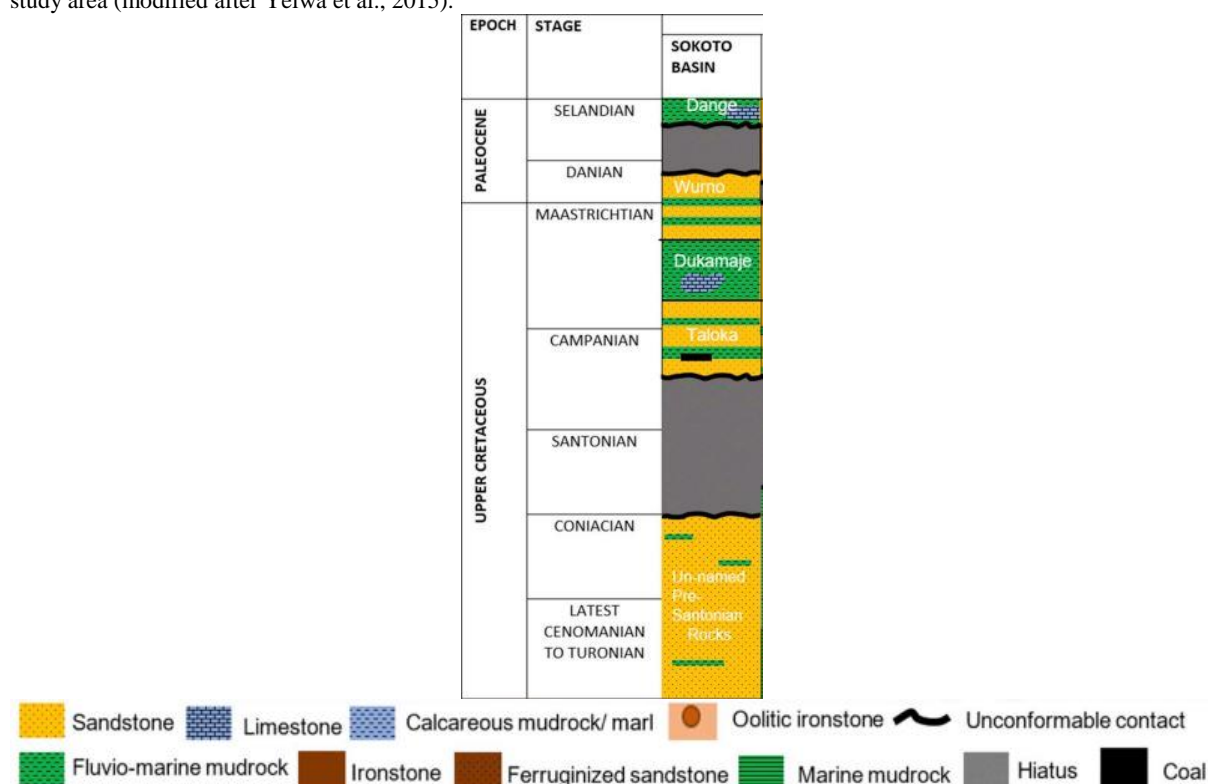 study area (modified after Yelwa et al., 2015).
EPOCH
STAGE
SOKOTO
BASIN
PALEOCENE
SELANDIAN
Dange
DANIAN
Wurno
UPPER CRETACEOUS
MAASTRICHTIAN
Dukamaje
CAMPANIAN
Taloka
SANTONIAN
CONIACIAN
Un-named
Pre-
Santonian
Rocks
LATEST
CENOMANIAN
TO TURONIAN
Sandstone
Limestone
Calcareous mudrock/ marl
Oolitic ironstone
Unconformable contact
Fluvio-marine mudrock
Ironstone
Ferruginized sandstone
Marine mudrock
Hiatus
Coal